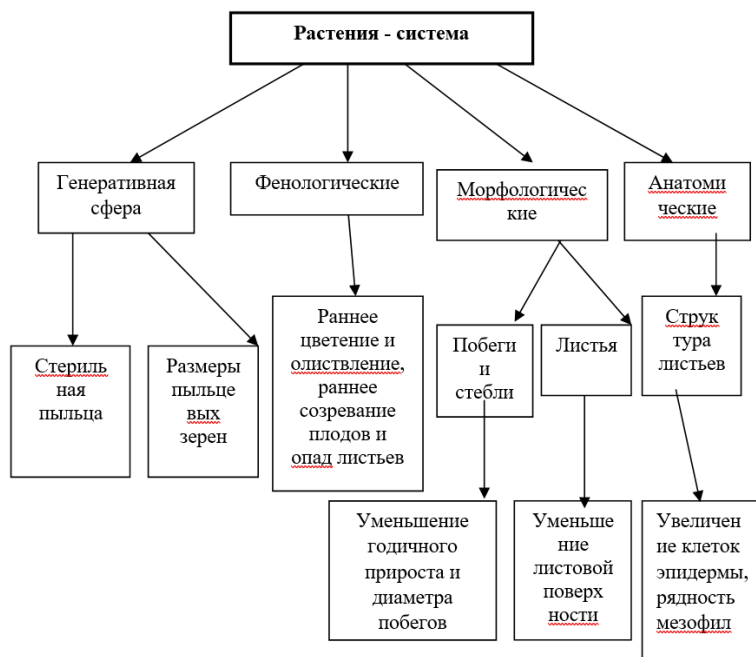 Растения - система
Генеративная
сфера
Фенологические
Морфологичес
кие
Анатоми
ческие
Стериль
ная
пыльца
Размеры
пыльце
вых
зерен
Раннее
цветение и
олиствление,
раннее
созревание
плодов и
опад листьев
Побеги
и
стебли
Листья
Струк
тура
листьев
Уменьшение
годичного
прироста и
диаметра
побегов
Уменьше
ние
листовой
поверх
ности
Увеличен
ие клеток
эпидермы,
рядность
мезофил